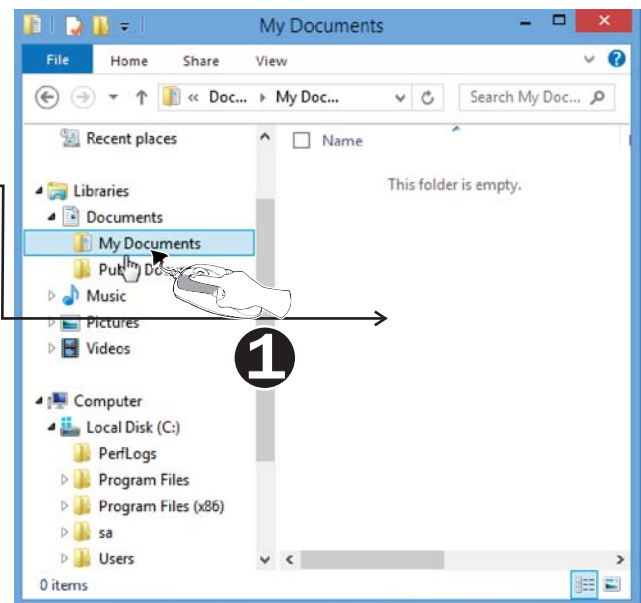 My Documents
File Home Share View
« Doc... My Doc... Search My Doc...
Recent places
Name
This folder is empty.
Libraries
Documents
My Documents
Music
Pictures
Videos
1
Computer
Local Disk (C:)
PerfLogs
Program Files
Program Files (x86)
sa
Users
0 items